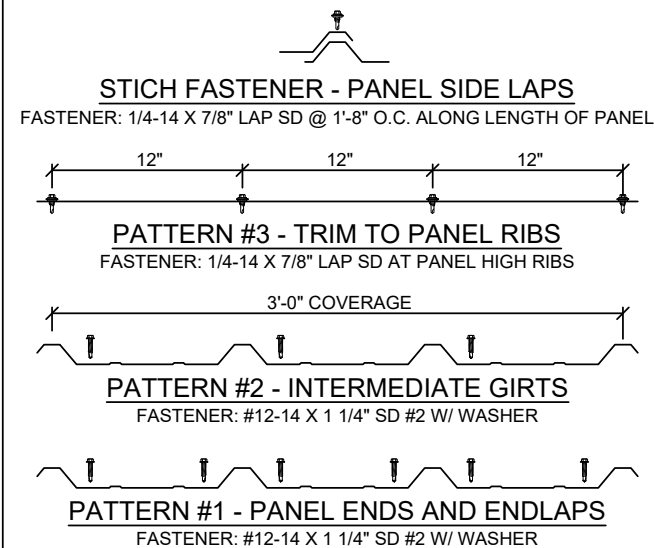 STICH FASTENER - PANEL SIDE LAPS
FASTENER: 1/4-14 X 7/8" LAP SD @ 1'-8" O.C. ALONG LENGTH OF PANEL
12" 12" 12"
PATTERN #3 - TRIM TO PANEL RIBS
FASTENER: 1/4-14 X 7/8" LAP SD AT PANEL HIGH RIBS
3'-0" COVERAGE
PATTERN #2 - INTERMEDIATE GIRTS
FASTENER: #12-14 X 1 1/4" SD #2 W/ WASHER
PATTERN #1 - PANEL ENDS AND ENDLAPS
FASTENER: #12-14 X 1 1/4" SD #2 W/ WASHER